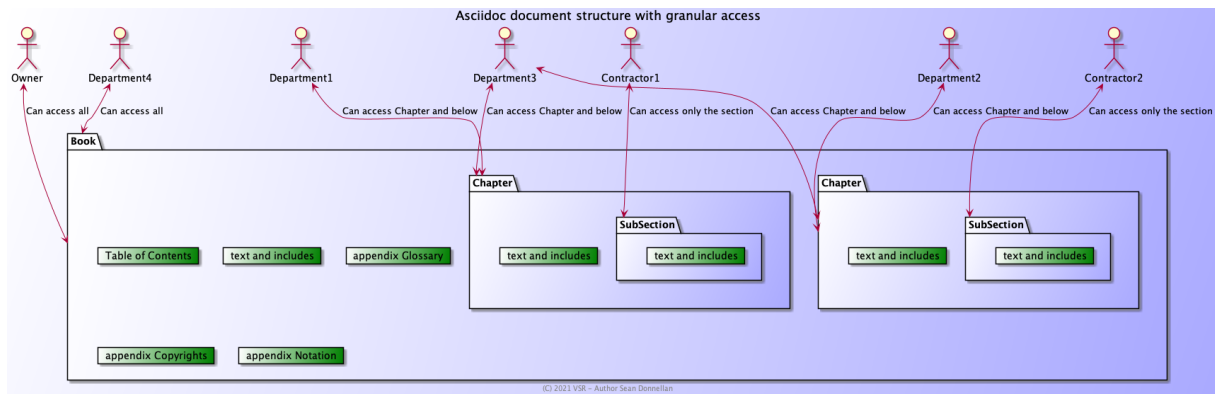 Asciidoc document structure with granular access
Owner
Department4
Department1
Department3
Contractor1
Department2
Contractor2
Can access all
Can access all
Can access Chapter and below
Can access Chapter and below
Can access only the section
Can access Chapter and below
Can access Chapter and below
Can access only the section
Book
Chapter
Chapter
SubSection
SubSection
Table of Contents
text and includes
appendix Glossary
text and includes
text and includes
text and includes
text and includes
appendix Copyrights
appendix Notation
(C) 2021 VSR - Author Sean Donnellan